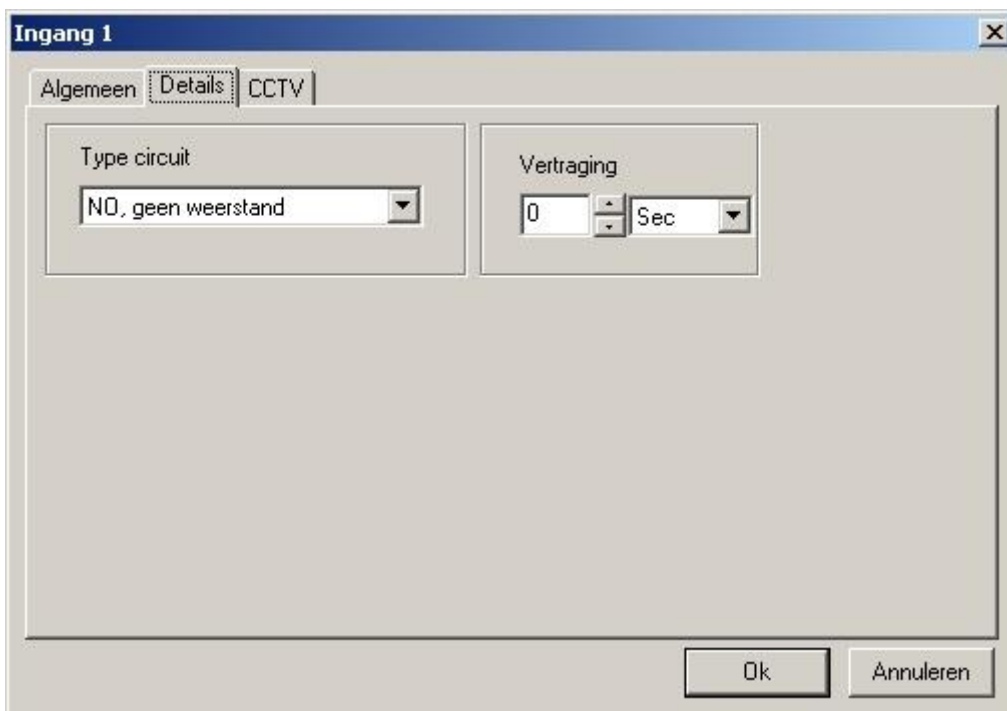 Ingang 1
Algemeen Details CCTV
Type circuit
NO, geen weerstand
Vertraging
0 Sec
Ok Annuleren